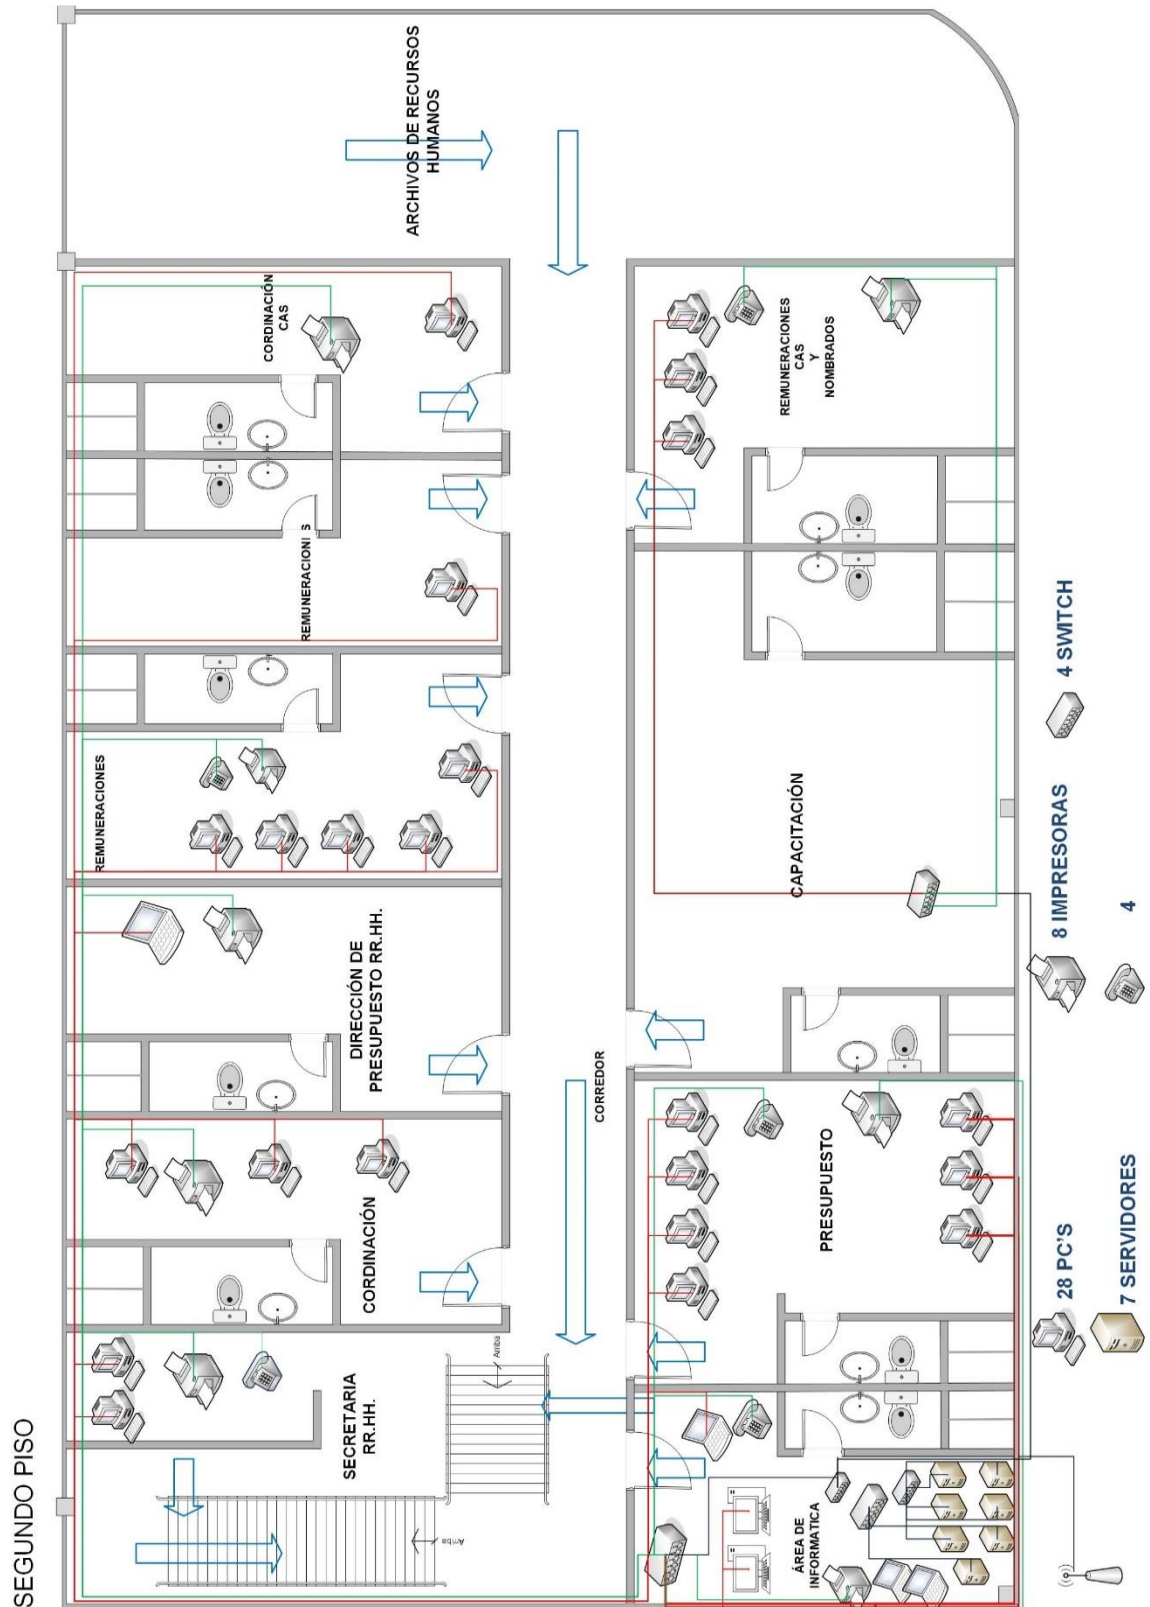 SEGUNDO PISO
ARCHIVOS DE RECURSOS
HUMANOS
CORDINACIÓN
CAS
REMUNERACIONES
REMUNERACIONES
DIRECCIÓN DE
PRESUPUESTO RR.HH.
CORDINACIÓN
SECRETARIA
RR.HH.
Arriba
Arriba
CORREDOR
REMUNERACIONES
CAS
Y
NOMBRADOS
CAPACITACIÓN
PRESUPUESTO
ÁREA DE
INFORMATICA
28 PC'S
8 IMPRESORAS
4 SWITCH
7 SERVIDORES
4